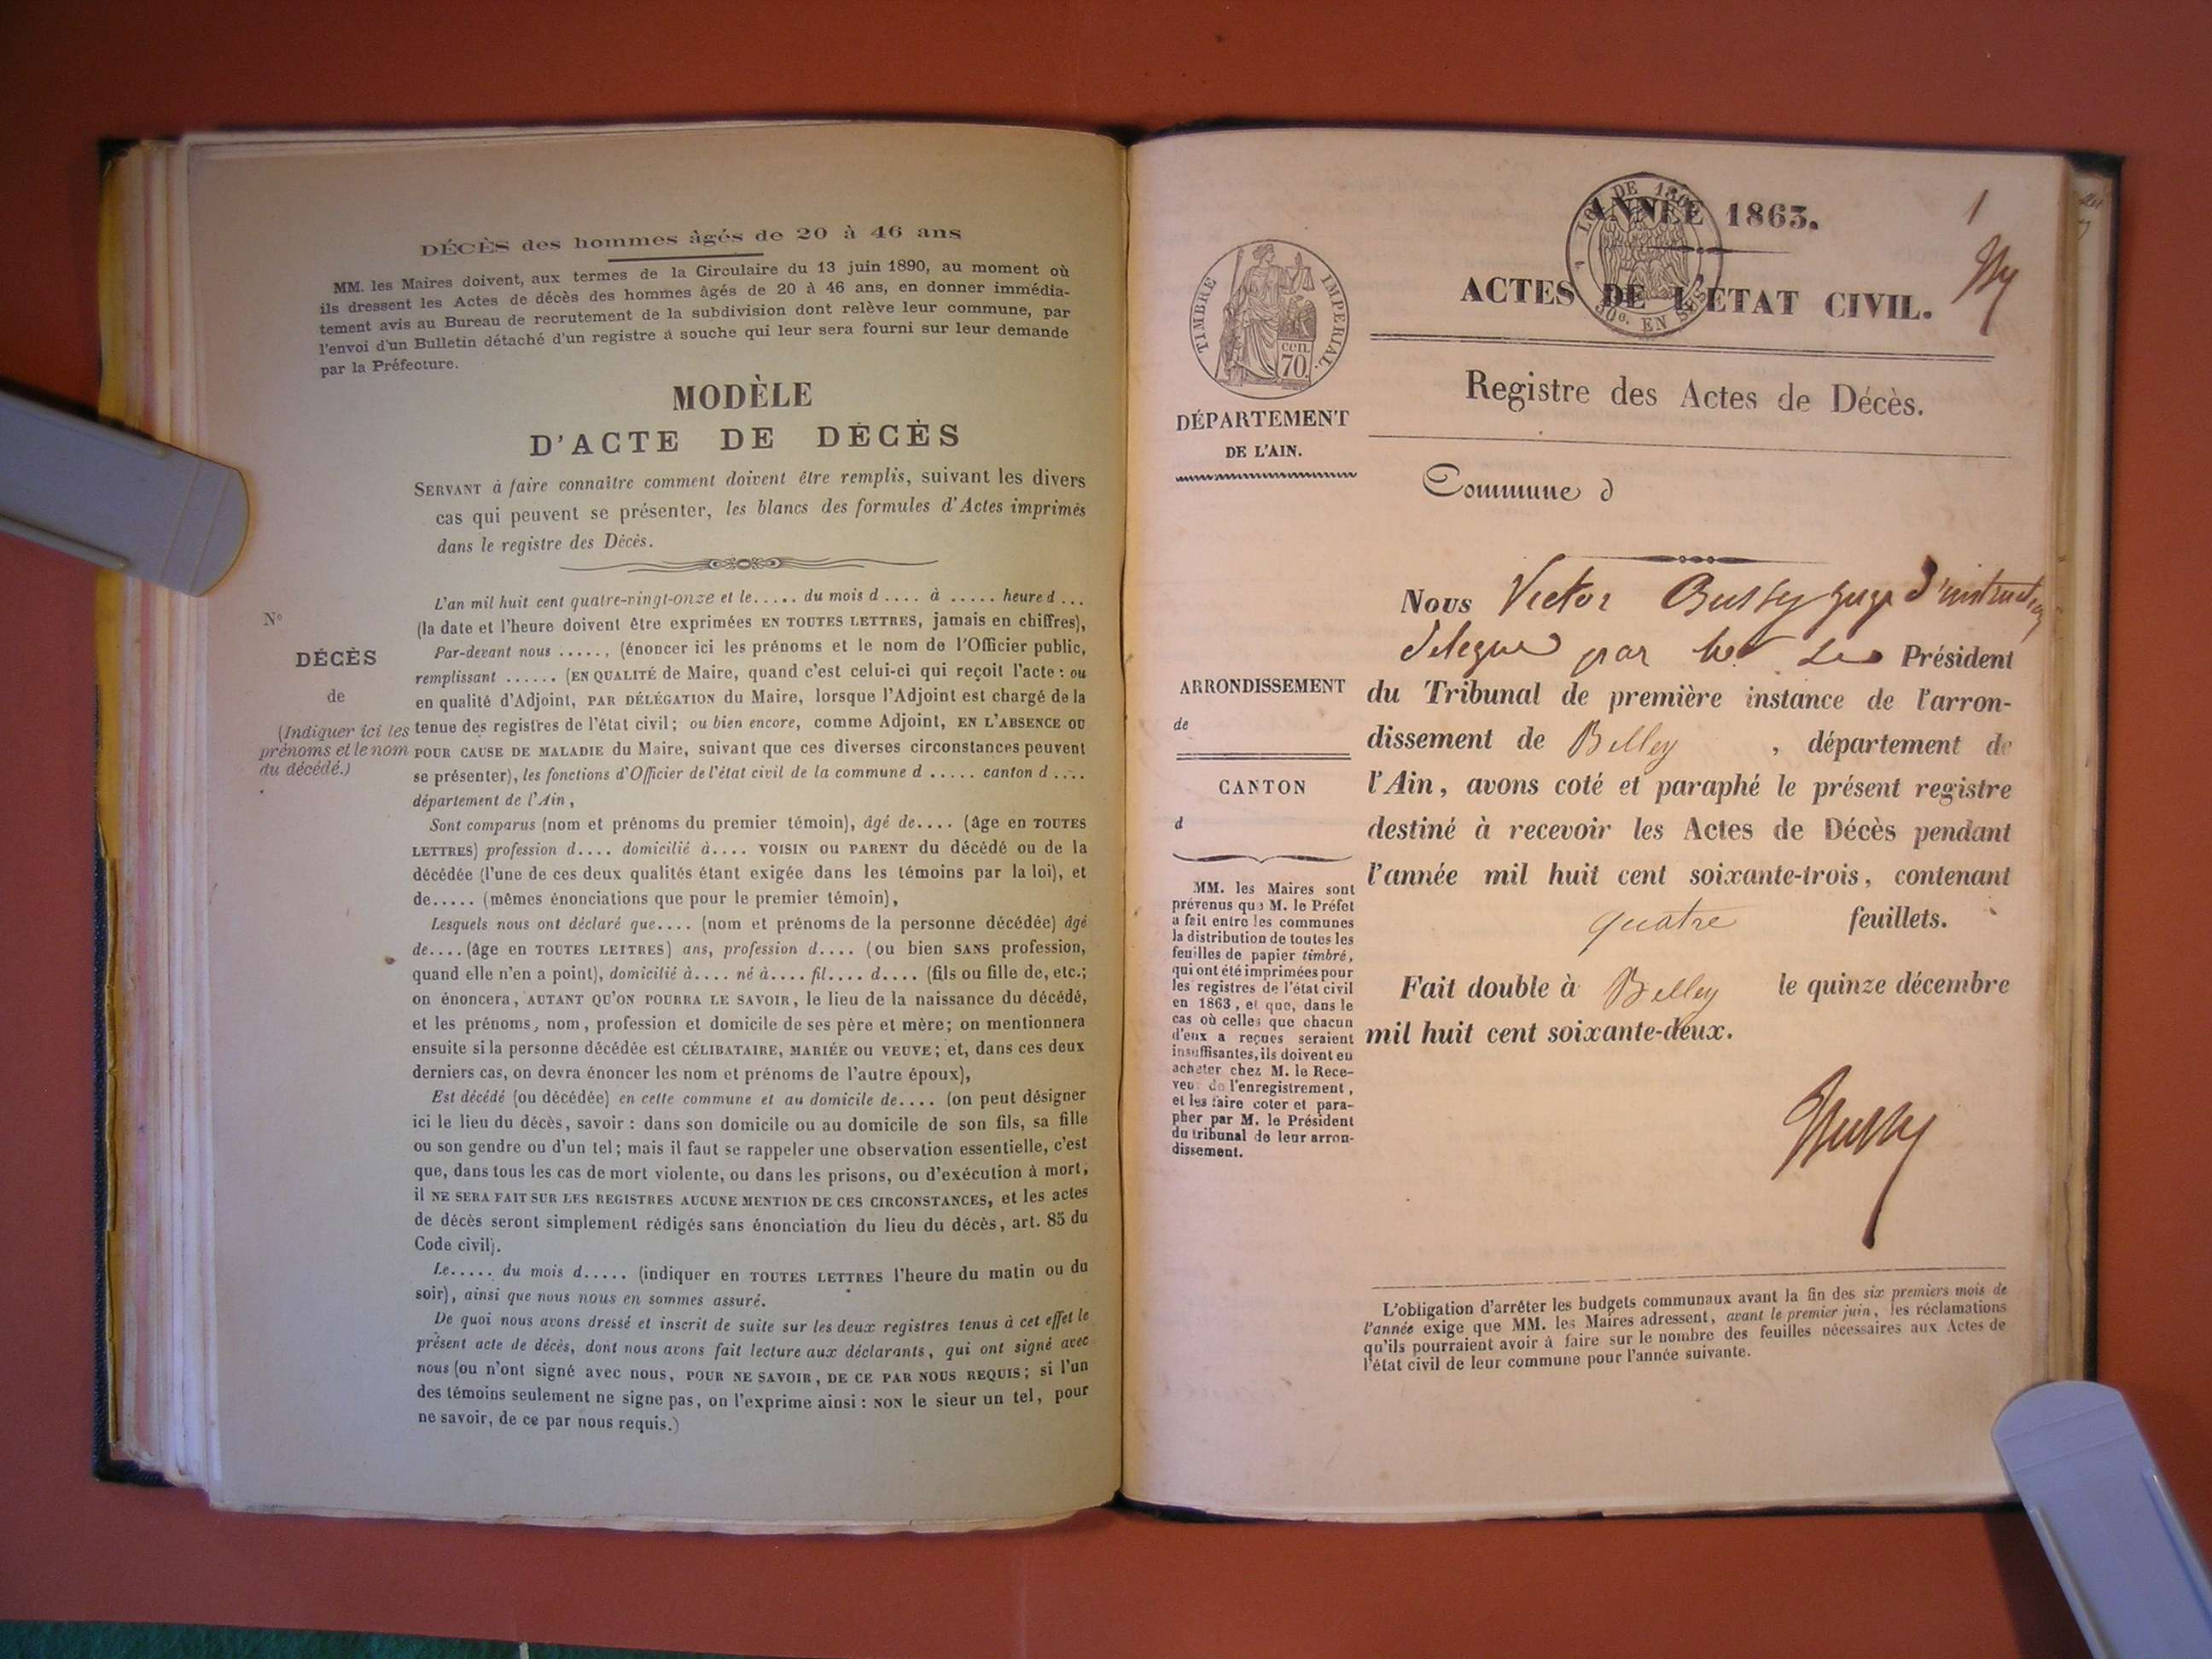 DÉCÈS des hommes âgés de 20 à 46 ans
MM. les Maires doivent, aux termes de la Circulaire du 13 juin 1890, au moment où
ils dressent les Actes de décès des hommes âgés de 20 à 46 ans, en donner immédia-
tement avis au Bureau de recrutement de la subdivision dont relève leur commune, par
l'envoi d'un Bulletin détaché d'un registre à souche qui leur sera fourni sur leur demande
par la Préfecture.
MODÈLE
D'ACTE DE DÉCÈS
SERVANT à faire connaître comment doivent être remplis, suivant les divers
cas qui peuvent se présenter, les blancs des formules d'Actes imprimés
dans le registre des Décès.
N°
DÉCÈS
de
(Indiquer ici les
prénoms et le nom
du décédé.)
L'an mil huit cent quatre-vingt-onze et le..... du mois d .... à ..... heure d ...
(la date et l'heure doivent être exprimées EN TOUTES LETTRES, jamais en chiffres),
Par-devant nous ....., (énoncer ici les prénoms et le nom de l'Officier public,
remplissant ...... (EN QUALITÉ de Maire, quand c'est celui-ci qui reçoit l'acte : ou
en qualité d'Adjoint, PAR DÉLÉGATION du Maire, lorsque l'Adjoint est chargé de la
tenue des registres de l'état civil; ou bien encore, comme Adjoint, EN L'ABSENCE OU
POUR CAUSE DE MALADIE du Maire, suivant que ces diverses circonstances peuvent
se présenter), les fonctions d'Officier de l'état civil de la commune d ..... canton d ....
département de l'Ain,
Sont comparus (nom et prénoms du premier témoin), âgé de.... (âge en TOUTES
LETTRES) profession d.... domicilié à.... VOISIN OU PARENT du décédé ou de la
décédée (l'une de ces deux qualités étant exigée dans les témoins par la loi), et
de..... (mêmes énonciations que pour le premier témoin),
Lesquels nous ont déclaré que.... (nom et prénoms de la personne décédée) âgé
de.... (âge en TOUTES LETTRES) ans, profession d.... (ou bien SANS profession,
quand elle n'en a point), domicilié à.... né à.... fil.... d.... (fils ou fille de, etc.;
on énoncera, AUTANT QU'ON POURRA LE SAVOIR, le lieu de la naissance du décédé,
et les prénoms, nom, profession et domicile de ses père et mère; on mentionnera
ensuite si la personne décédée est CÉLIBATAIRE, MARIÉE OU VEUVE; et, dans ces deux
derniers cas, on devra énoncer les nom et prénoms de l'autre époux),
Est décédé (ou décédée) en cette commune et au domicile de.... (on peut désigner
ici le lieu du décès, savoir : dans son domicile ou au domicile de son fils, sa fille
ou son gendre ou d'un tel; mais il faut se rappeler une observation essentielle, c'est
que, dans tous les cas de mort violente, ou dans les prisons, ou d'exécution à mort,
il NE SERA FAIT SUR LES REGISTRES AUCUNE MENTION DE CES CIRCONSTANCES, et les actes
de décès seront simplement rédigés sans énonciation du lieu du décès, art. 85 du
Code civil).
Le..... du mois d..... (indiquer en TOUTES LETTRES l'heure du matin ou du
soir), ainsi que nous nous en sommes assuré.
De quoi nous avons dressé et inscrit de suite sur les deux registres tenus à cet effet le
présent acte de décès, dont nous avons fait lecture aux déclarants, qui ont signé avec
nous (ou n'ont signé avec nous, POUR NE SAVOIR, DE CE PAR NOUS REQUIS; si l'un
des témoins seulement ne signe pas, on l'exprime ainsi : NON le sieur un tel, pour
ne savoir, de ce par nous requis.)
1
ANNÉE 1863.
ACTES DE L'ETAT CIVIL.
Registre des Actes de Décès.
TIMBRE IMPERIAL.
cen.
70.
DÉPARTEMENT
DE L'AIN.
Commune d
Nous Victor Bussy juge d'instruction
délégué par Mr Le Président
du Tribunal de première instance de l'arron-
dissement de Belley, département de
l'Ain, avons coté et paraphé le présent registre
destiné à recevoir les Actes de Décès pendant
l'année mil huit cent soixante-trois, contenant
quatre feuillets.
Fait double à Belley le quinze décembre
mil huit cent soixante-deux.
Bussy
ARRONDISSEMENT
de
CANTON
d
MM. les Maires sont
prévenus que M. le Préfet
a fait entre les communes
la distribution de toutes les
feuilles de papier timbré,
qui ont été imprimées pour
les registres de l'état civil
en 1863, et que, dans le
cas où celles que chacun
d'eux a reçues seraient
insuffisantes, ils doivent en
acheter chez M. le Rece-
veur de l'enregistrement,
et les faire coter et para-
pher par M. le Président
du tribunal de leur arron-
dissement.
L'obligation d'arrêter les budgets communaux avant la fin des six premiers mois de
l'année exige que MM. les Maires adressent, avant le premier juin, les réclamations
qu'ils pourraient avoir à faire sur le nombre des feuilles nécessaires aux Actes de
l'état civil de leur commune pour l'année suivante.